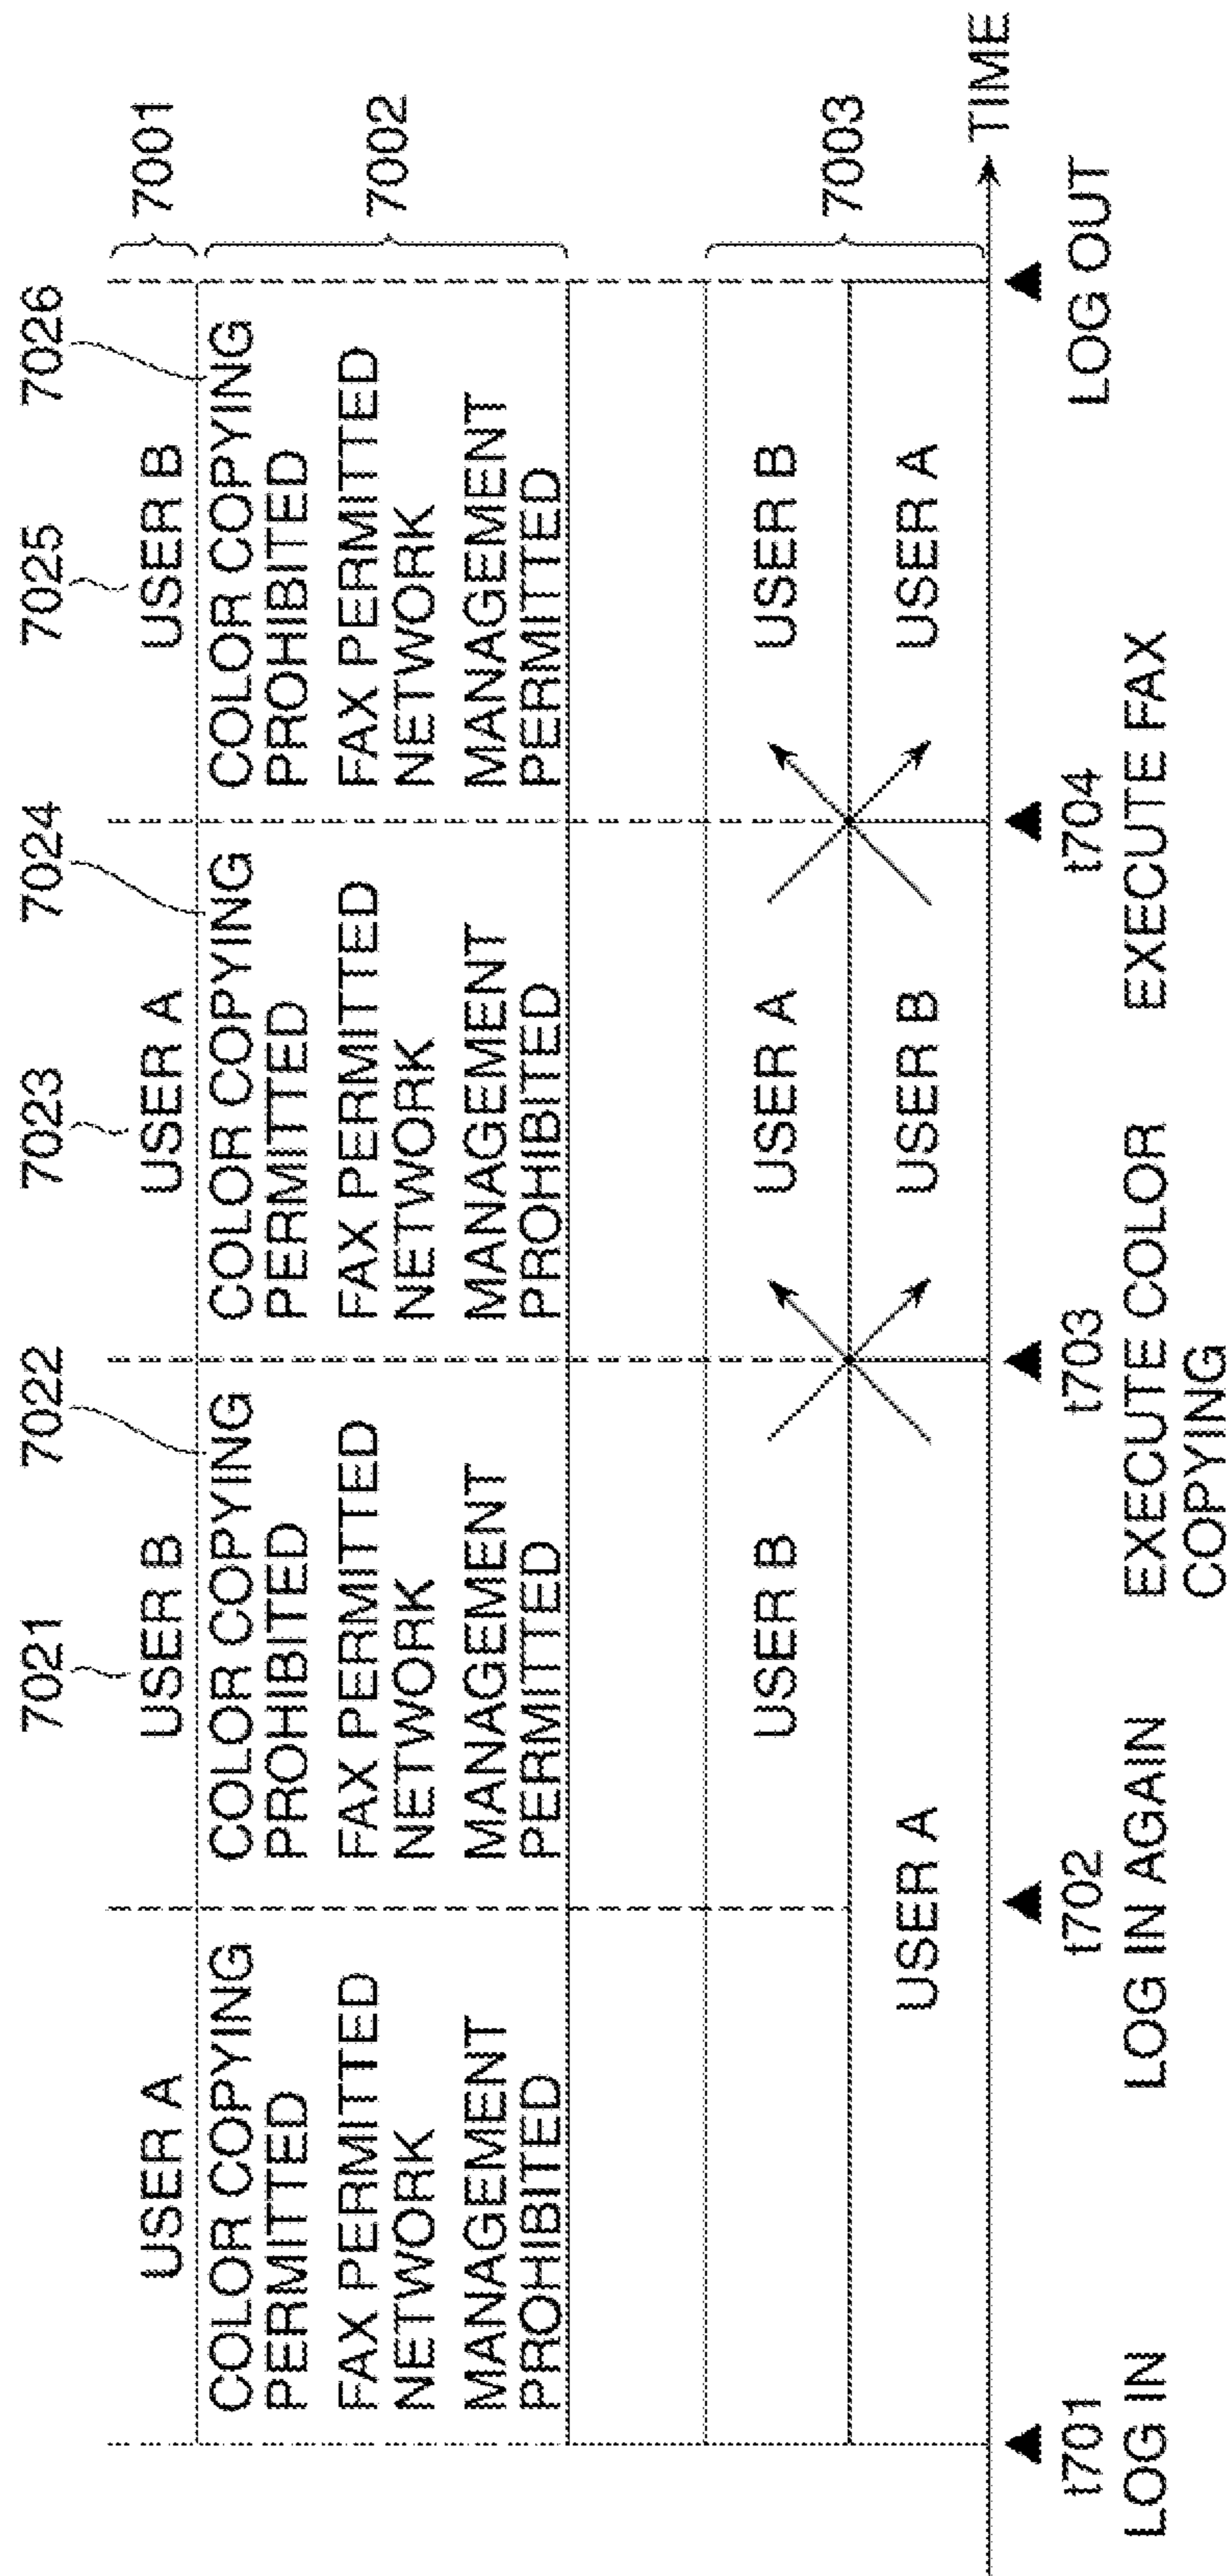 7021
7022
7023
7024
7025
7026
USER A
USER B
USER A
USER B
7001
COLOR COPYING
PERMITTED
FAX PERMITTED
NETWORK
MANAGEMENT
PROHIBITED
COLOR COPYING
PROHIBITED
FAX PERMITTED
NETWORK
MANAGEMENT
PERMITTED
COLOR COPYING
PERMITTED
FAX PERMITTED
NETWORK
MANAGEMENT
PROHIBITED
COLOR COPYING
PROHIBITED
FAX PERMITTED
NETWORK
MANAGEMENT
PERMITTED
7002
USER B
USER A
USER B
7003
USER A
USER B
USER A
TIME
t701
LOG IN
t702
LOG IN AGAIN
t703
EXECUTE COLOR
COPYING
t704
EXECUTE FAX
LOG OUT